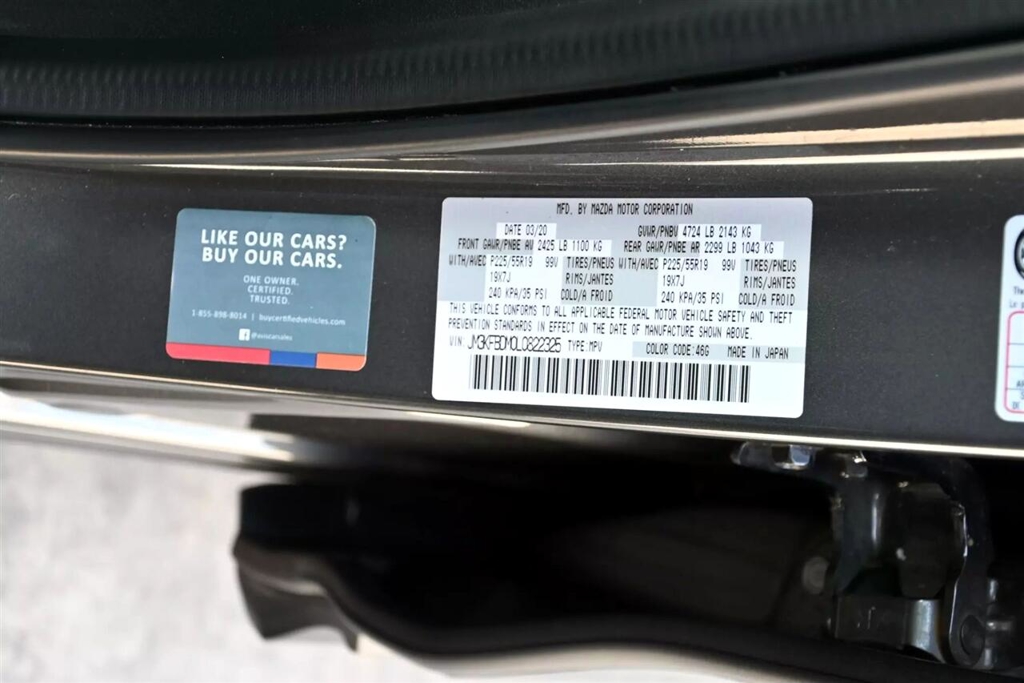 LIKE OUR CARS?
BUY OUR CARS.
ONE OWNER.
CERTIFIED.
TRUSTED.
1-855-898-8014 | buycertifiedvehicles.com
f @aviscarsales
MFD. BY MAZDA MOTOR CORPORATION
DATE 03/20 GVWR/PNBV 4724 LB 2143 KG
FRONT GAWR/PNBE AV 2425 LB 1100 KG REAR GAWR/PNBE AR 2299 LB 1043 KG
WITH/AVEC P225/55R19 99V TIRES/PNEUS WITH/AVEC P225/55R19 99V TIRES/PNEUS
19X7J RIMS/JANTES 19X7J RIMS/JANTES
240 KPA/35 PSI COLD/A FROID 240 KPA/35 PSI COLD/A FROID
THIS VEHICLE CONFORMS TO ALL APPLICABLE FEDERAL MOTOR VEHICLE SAFETY AND THEFT
PREVENTION STANDARDS IN EFFECT ON THE DATE OF MANUFACTURE SHOWN ABOVE.
VIN: JM3KFBDM0L0822325 TYPE:MPV COLOR CODE:46G MADE IN JAPAN